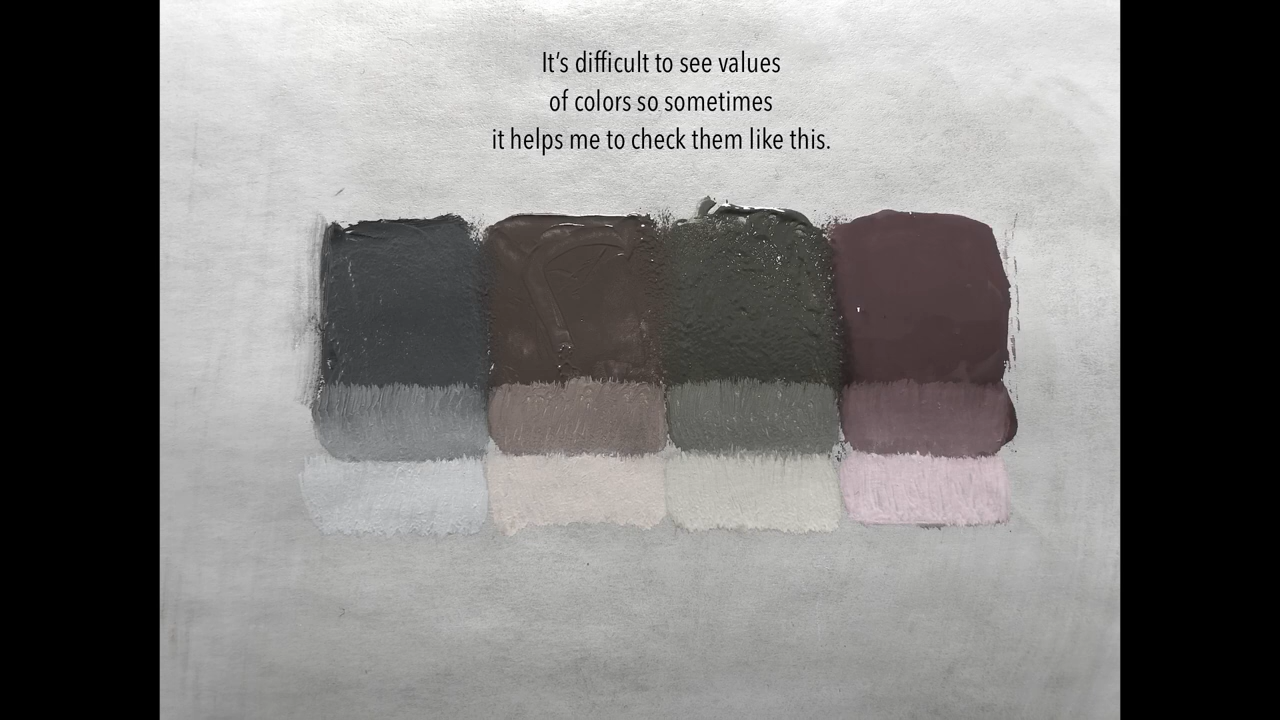 It's difficult to see values
of colors so sometimes
it helps me to check them like this.